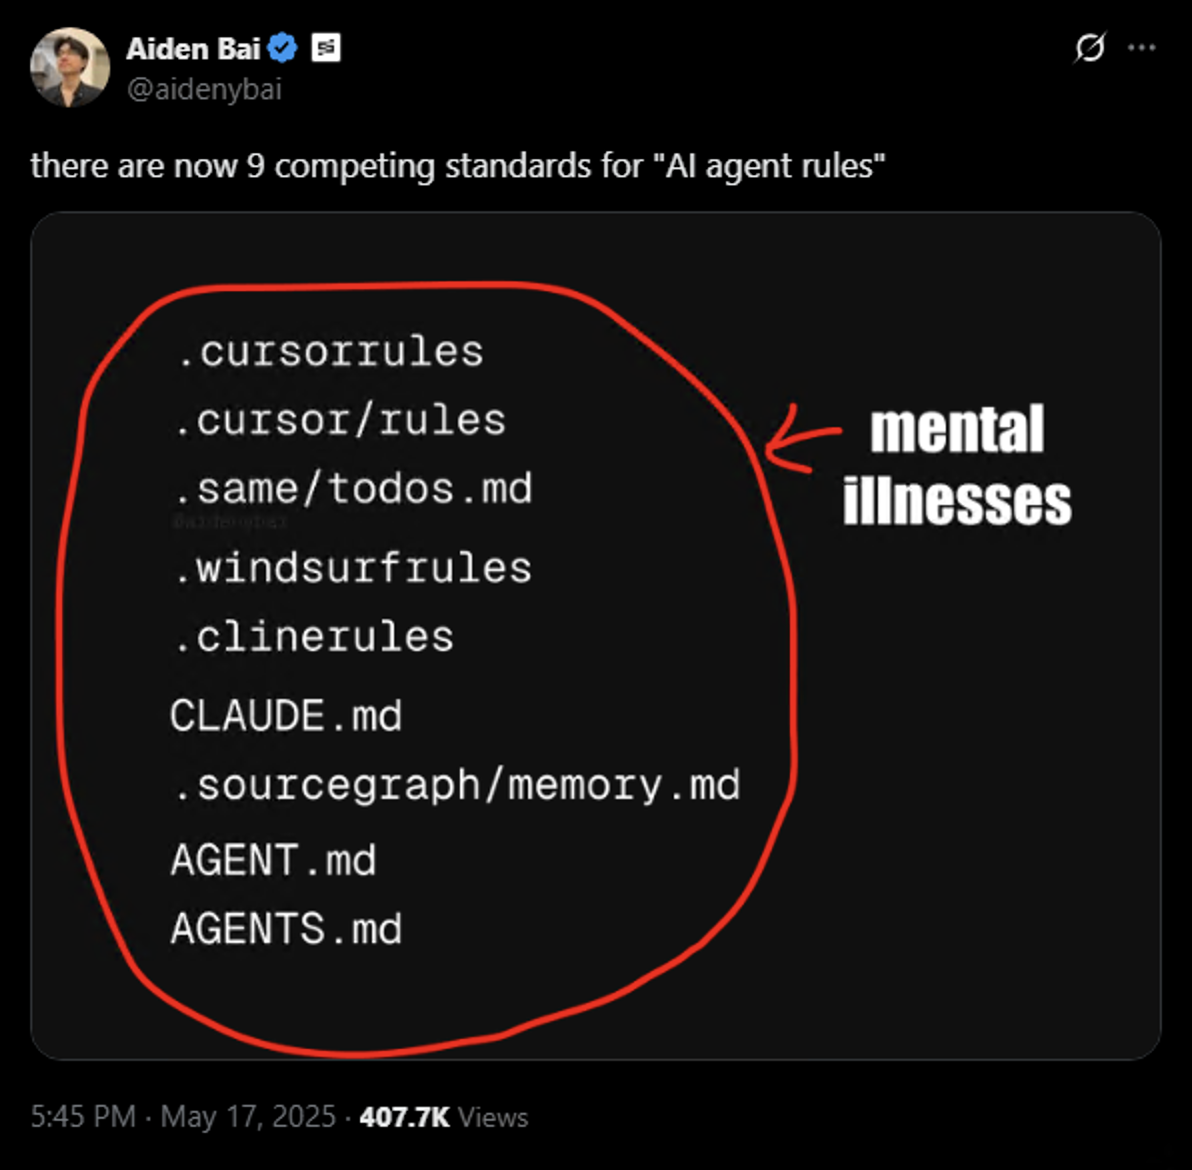 Aiden Bai
@aidenybai
there are now 9 competing standards for "AI agent rules"
.cursorrules
.cursor/rules
.same/todos.md
@aidenybai
.windsurfrules
.clinerules
CLAUDE.md
.sourcegraph/memory.md
AGENT.md
AGENTS.md
mental
illnesses
5:45 PM · May 17, 2025 · 407.7K Views